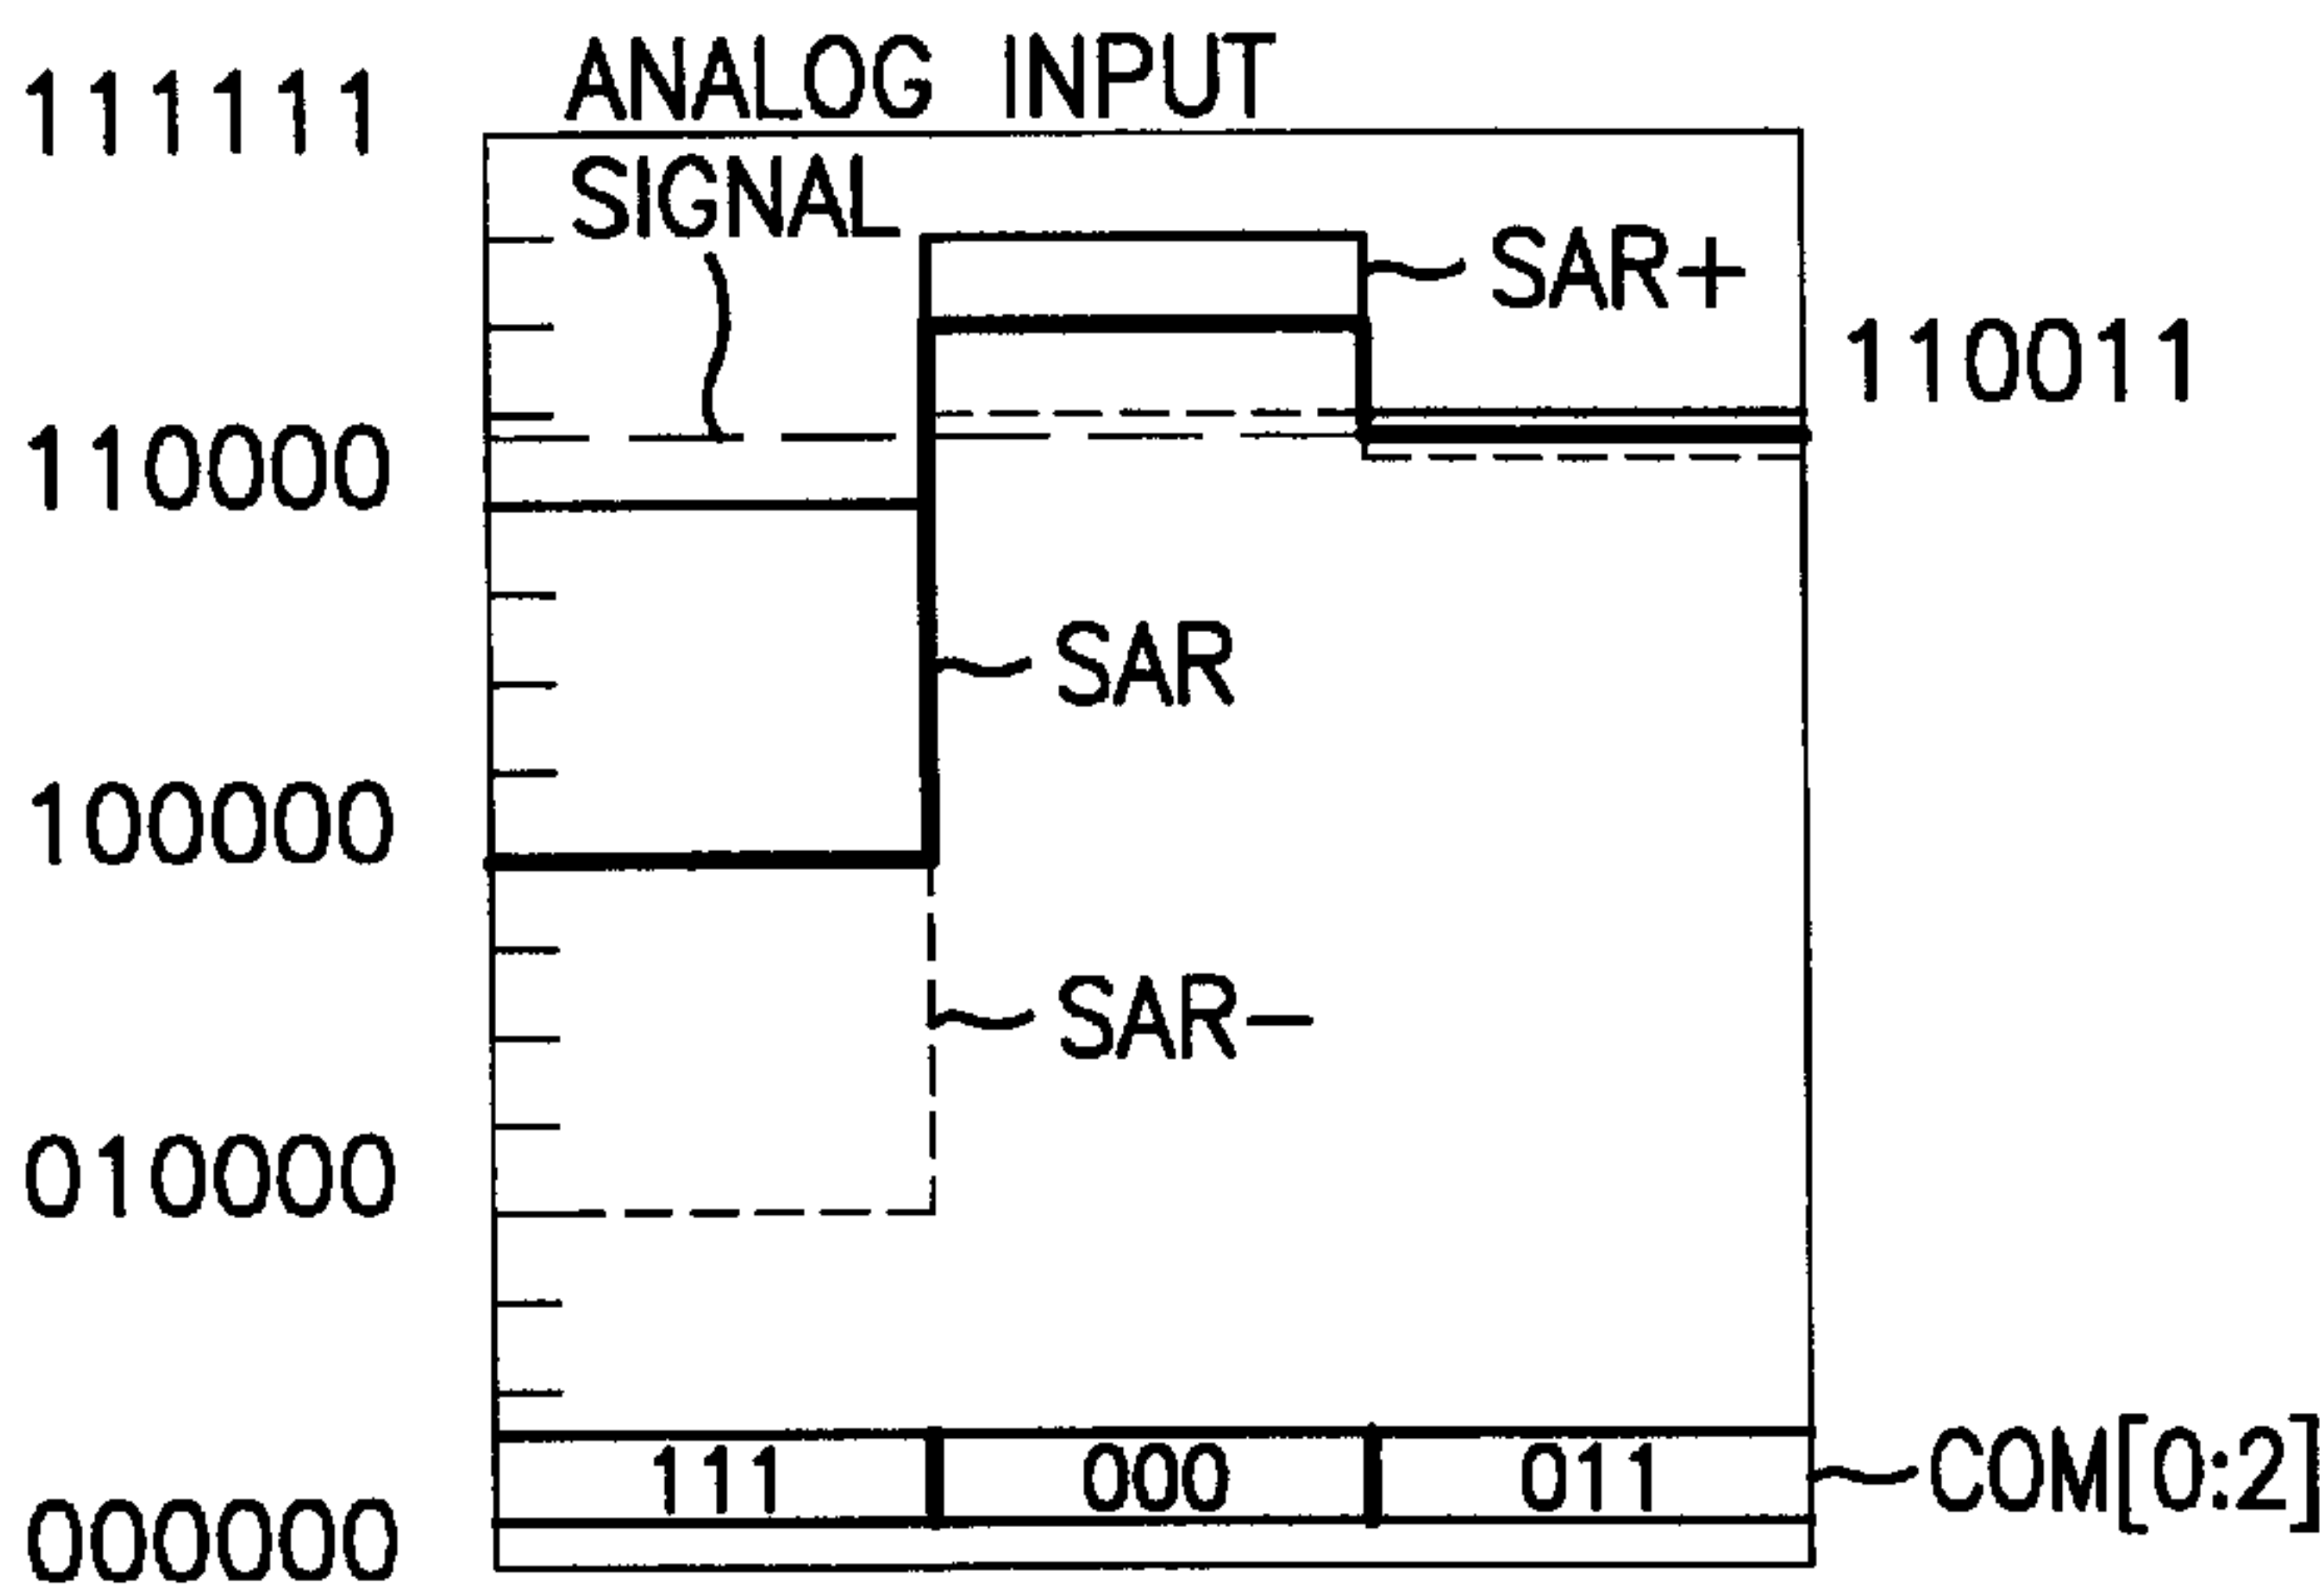 111111
ANALOG INPUT
SIGNAL
SAR+
110011
110000
SAR
100000
SAR−
010000
111 000 011
COM[0:2]
000000